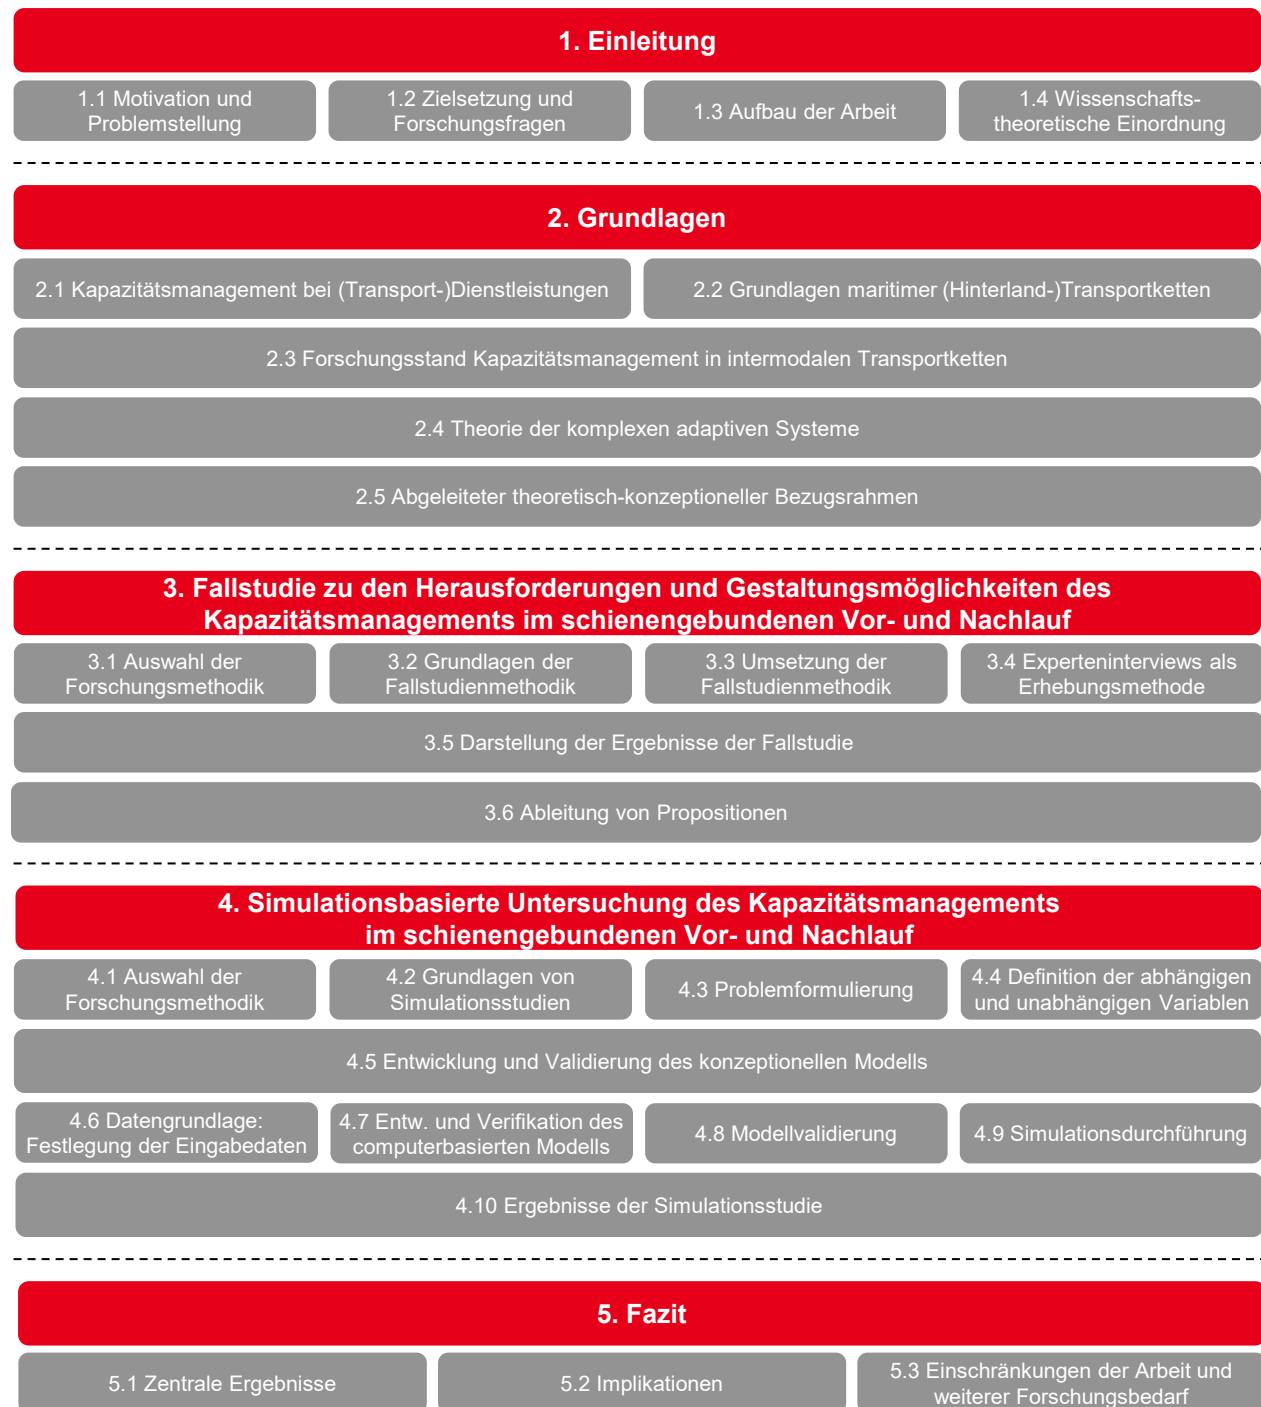 1. Einleitung
1.1 Motivation und
Problemstellung
1.2 Zielsetzung und
Forschungsfragen
1.3 Aufbau der Arbeit
1.4 Wissenschafts-
theoretische Einordnung
2. Grundlagen
2.1 Kapazitätsmanagement bei (Transport-)Dienstleistungen
2.2 Grundlagen maritimer (Hinterland-)Transportketten
2.3 Forschungsstand Kapazitätsmanagement in intermodalen Transportketten
2.4 Theorie der komplexen adaptiven Systeme
2.5 Abgeleiteter theoretisch-konzeptioneller Bezugsrahmen
3. Fallstudie zu den Herausforderungen und Gestaltungsmöglichkeiten des
Kapazitätsmanagements im schienengebundenen Vor- und Nachlauf
3.1 Auswahl der
Forschungsmethodik
3.2 Grundlagen der
Fallstudienmethodik
3.3 Umsetzung der
Fallstudienmethodik
3.4 Experteninterviews als
Erhebungsmethode
3.5 Darstellung der Ergebnisse der Fallstudie
3.6 Ableitung von Propositionen
4. Simulationsbasierte Untersuchung des Kapazitätsmanagements
im schienengebundenen Vor- und Nachlauf
4.1 Auswahl der
Forschungsmethodik
4.2 Grundlagen von
Simulationsstudien
4.3 Problemformulierung
4.4 Definition der abhängigen
und unabhängigen Variablen
4.5 Entwicklung und Validierung des konzeptionellen Modells
4.6 Datengrundlage:
Festlegung der Eingabedaten
4.7 Entw. und Verifikation des
computerbasierten Modells
4.8 Modellvalidierung
4.9 Simulationsdurchführung
4.10 Ergebnisse der Simulationsstudie
5. Fazit
5.1 Zentrale Ergebnisse
5.2 Implikationen
5.3 Einschränkungen der Arbeit und
weiterer Forschungsbedarf